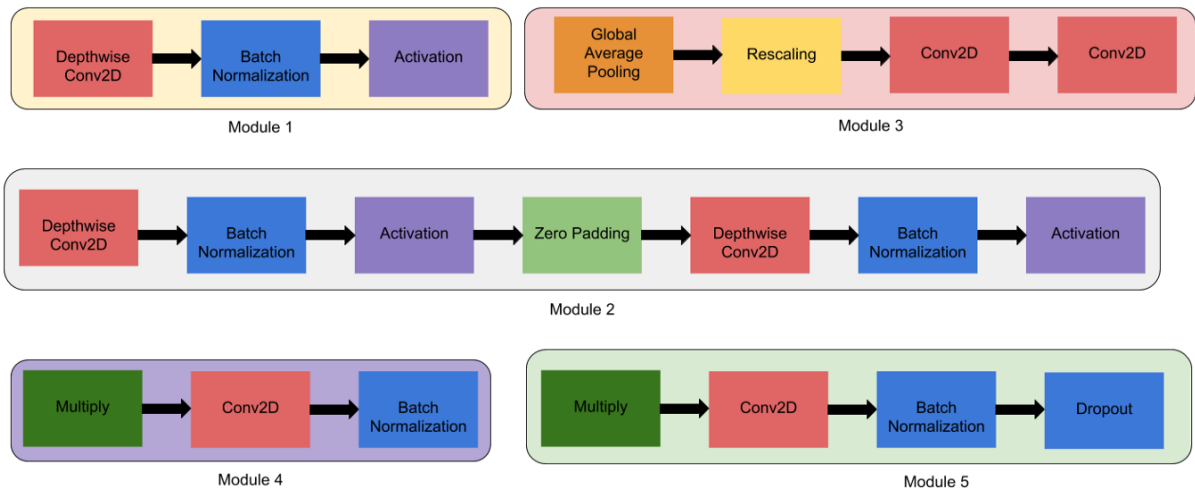 Depthwise
Conv2D
Batch
Normalization
Activation
Module 1
Global
Average
Pooling
Rescaling
Conv2D
Conv2D
Module 3
Depthwise
Conv2D
Batch
Normalization
Activation
Zero Padding
Depthwise
Conv2D
Batch
Normalization
Activation
Module 2
Multiply
Conv2D
Batch
Normalization
Module 4
Multiply
Conv2D
Batch
Normalization
Dropout
Module 5